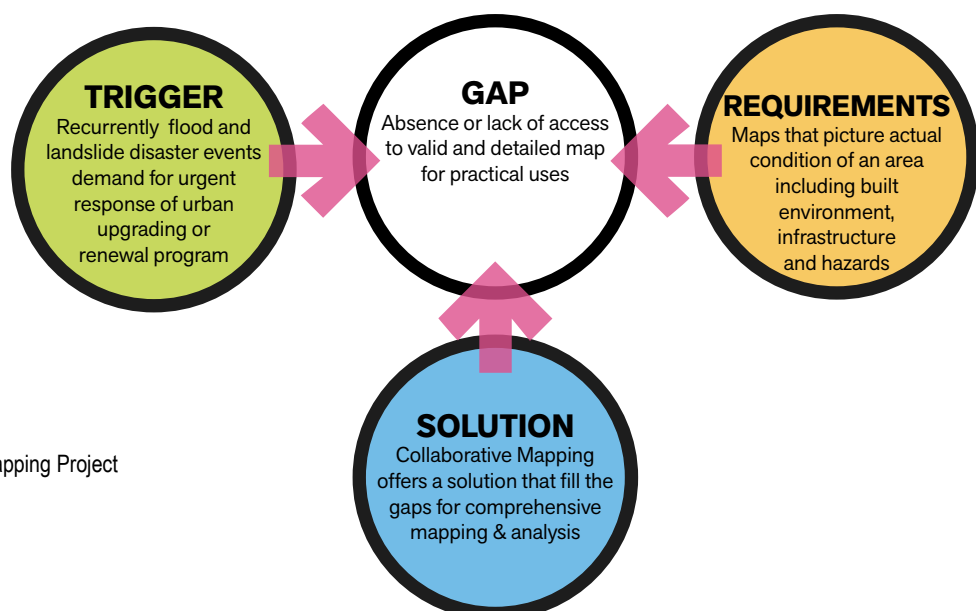 TRIGGER
Recurrently flood and
landslide disaster events
demand for urgent
response of urban
upgrading or
renewal program
GAP
Absence or lack of access
to valid and detailed map
for practical uses
REQUIREMENTS
Maps that picture actual
condition of an area
including built
environment,
infrastructure
and hazards
SOLUTION
Collaborative Mapping
offers a solution that fill the
gaps for comprehensive
mapping & analysis
apping Project